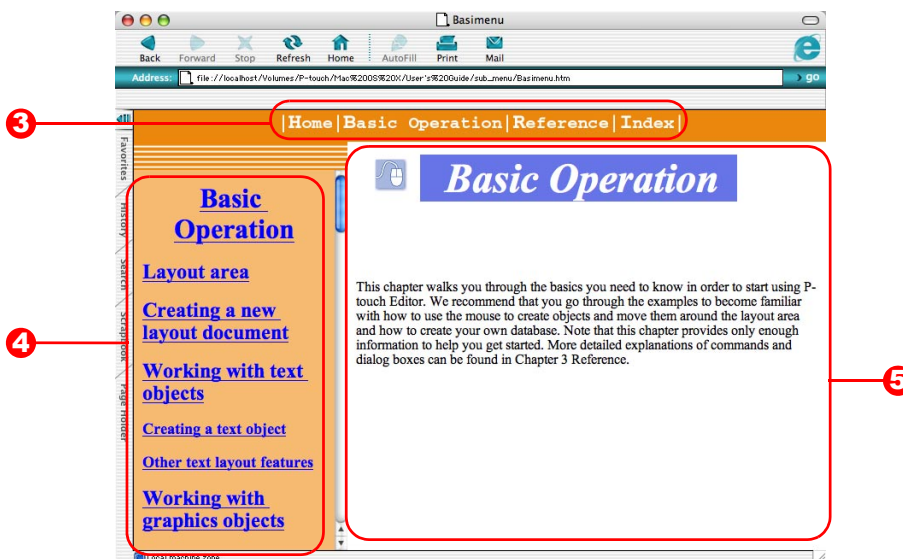 Basimenu
Back Forward Stop Refresh Home AutoFill Print Mail
Address: file://localhost/Volumes/P-touch/Mac%20OS%20X/User's%20Guide/sub_menu/Basimenu.htm go
3
|Home|Basic Operation|Reference|Index|
Favorites
History
Search
Scrapbook
Page Holder
4
Basic
Operation
Layout area
Creating a new
layout document
Working with text
objects
Creating a text object
Other text layout features
Working with
graphics objects
Basic Operation
This chapter walks you through the basics you need to know in order to start using P-
touch Editor. We recommend that you go through the examples to become familiar
with how to use the mouse to create objects and move them around the layout area
and how to create your own database. Note that this chapter provides only enough
information to help you get started. More detailed explanations of commands and
dialog boxes can be found in Chapter 3 Reference.
5
Local machine zone